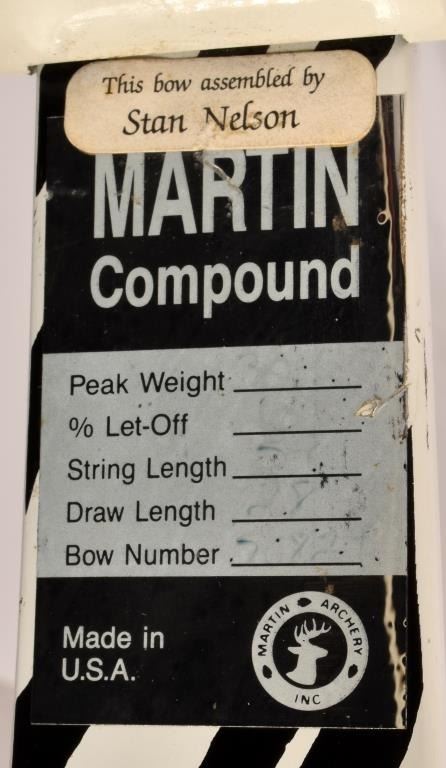 This bow assembled by
Stan Nelson
MARTIN
Compound
Peak Weight
% Let-Off
String Length
Draw Length
Bow Number
Made in
U.S.A.
MARTIN ARCHERY
INC